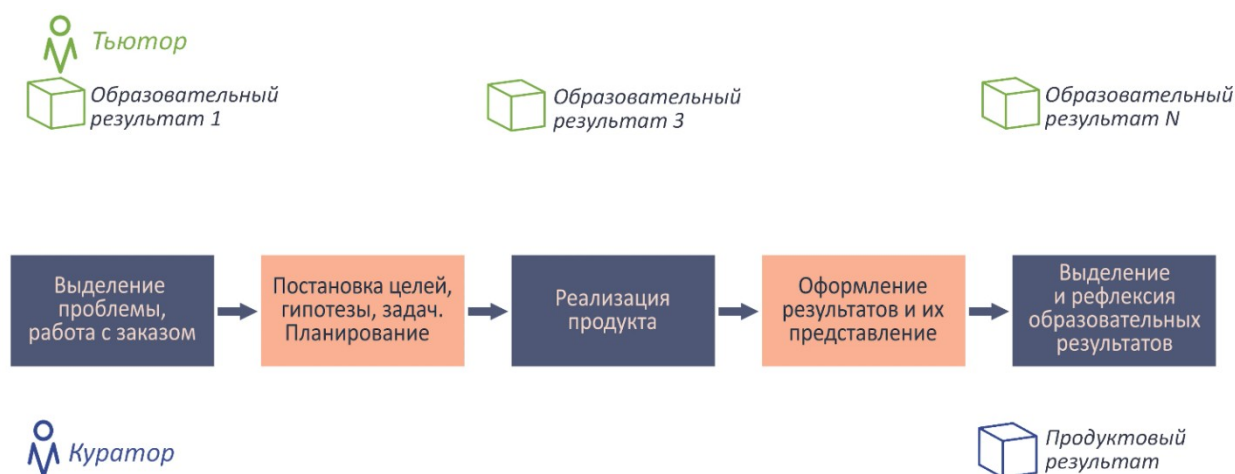 Тьютор
Образовательный
результат 1
Образовательный
результат 3
Образовательный
результат N
Выделение
проблемы,
работа с заказом
Постановка целей,
гипотезы, задач.
Планирование
Реализация
продукта
Оформление
результатов и их
представление
Выделение
и рефлексия
образовательных
результатов
Куратор
Продуктовый
результат